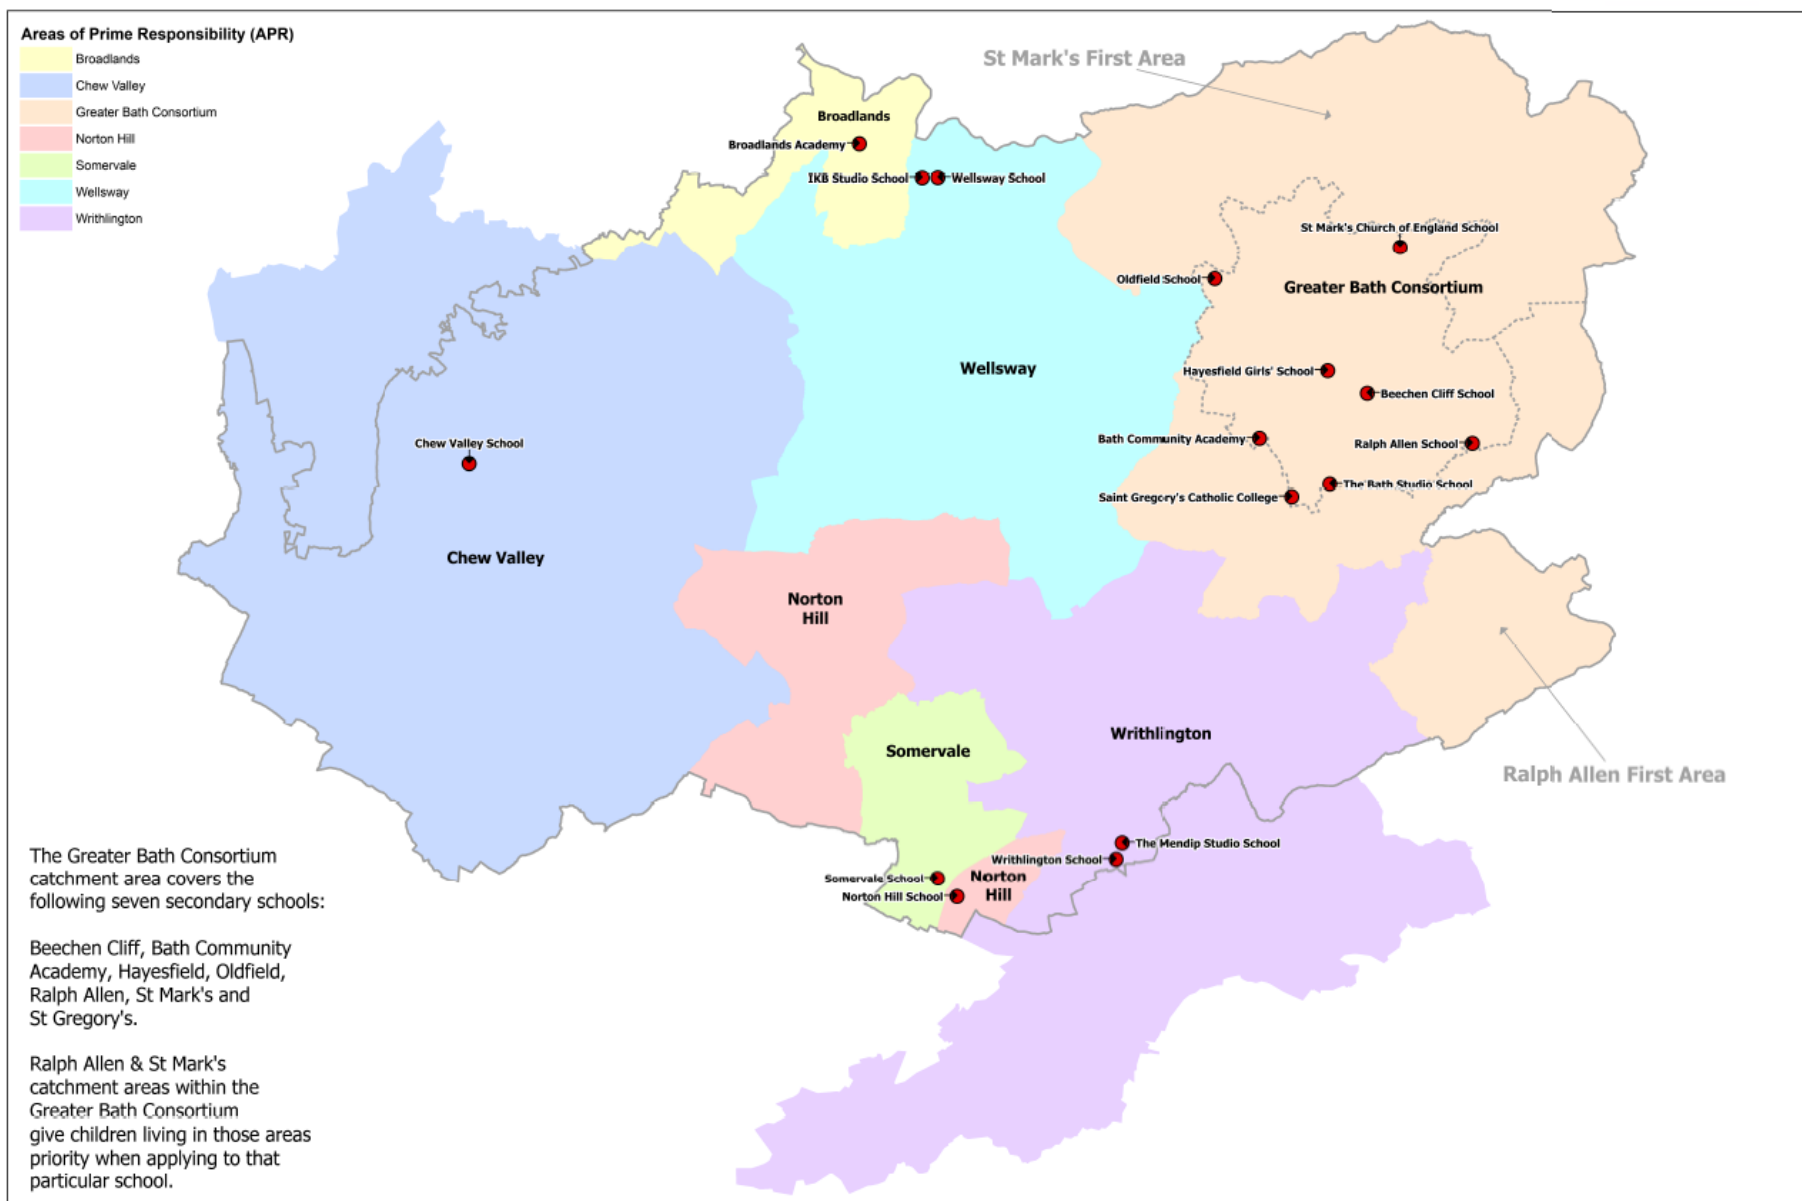 Areas of Prime Responsibility (APR)
Broadlands
Chew Valley
Greater Bath Consortium
Norton Hill
Somervale
Wellsway
Writhlington
St Mark's First Area
Broadlands
Broadlands Academy
IKB Studio School
Wellsway School
St Mark's Church of England School
Oldfield School
Greater Bath Consortium
Wellsway
Hayesfield Girls' School
Beechen Cliff School
Bath Community Academy
Ralph Allen School
Chew Valley School
The Bath Studio School
Saint Gregory's Catholic College
Chew Valley
Norton
Hill
Writhlington
Somervale
Ralph Allen First Area
The Mendip Studio School
Writhlington School
Somervale School
Norton
Hill
Norton Hill School
The Greater Bath Consortium
catchment area covers the
following seven secondary schools:
Beechen Cliff, Bath Community
Academy, Hayesfield, Oldfield,
Ralph Allen, St Mark's and
St Gregory's.
Ralph Allen & St Mark's
catchment areas within the
Greater Bath Consortium
give children living in those areas
priority when applying to that
particular school.